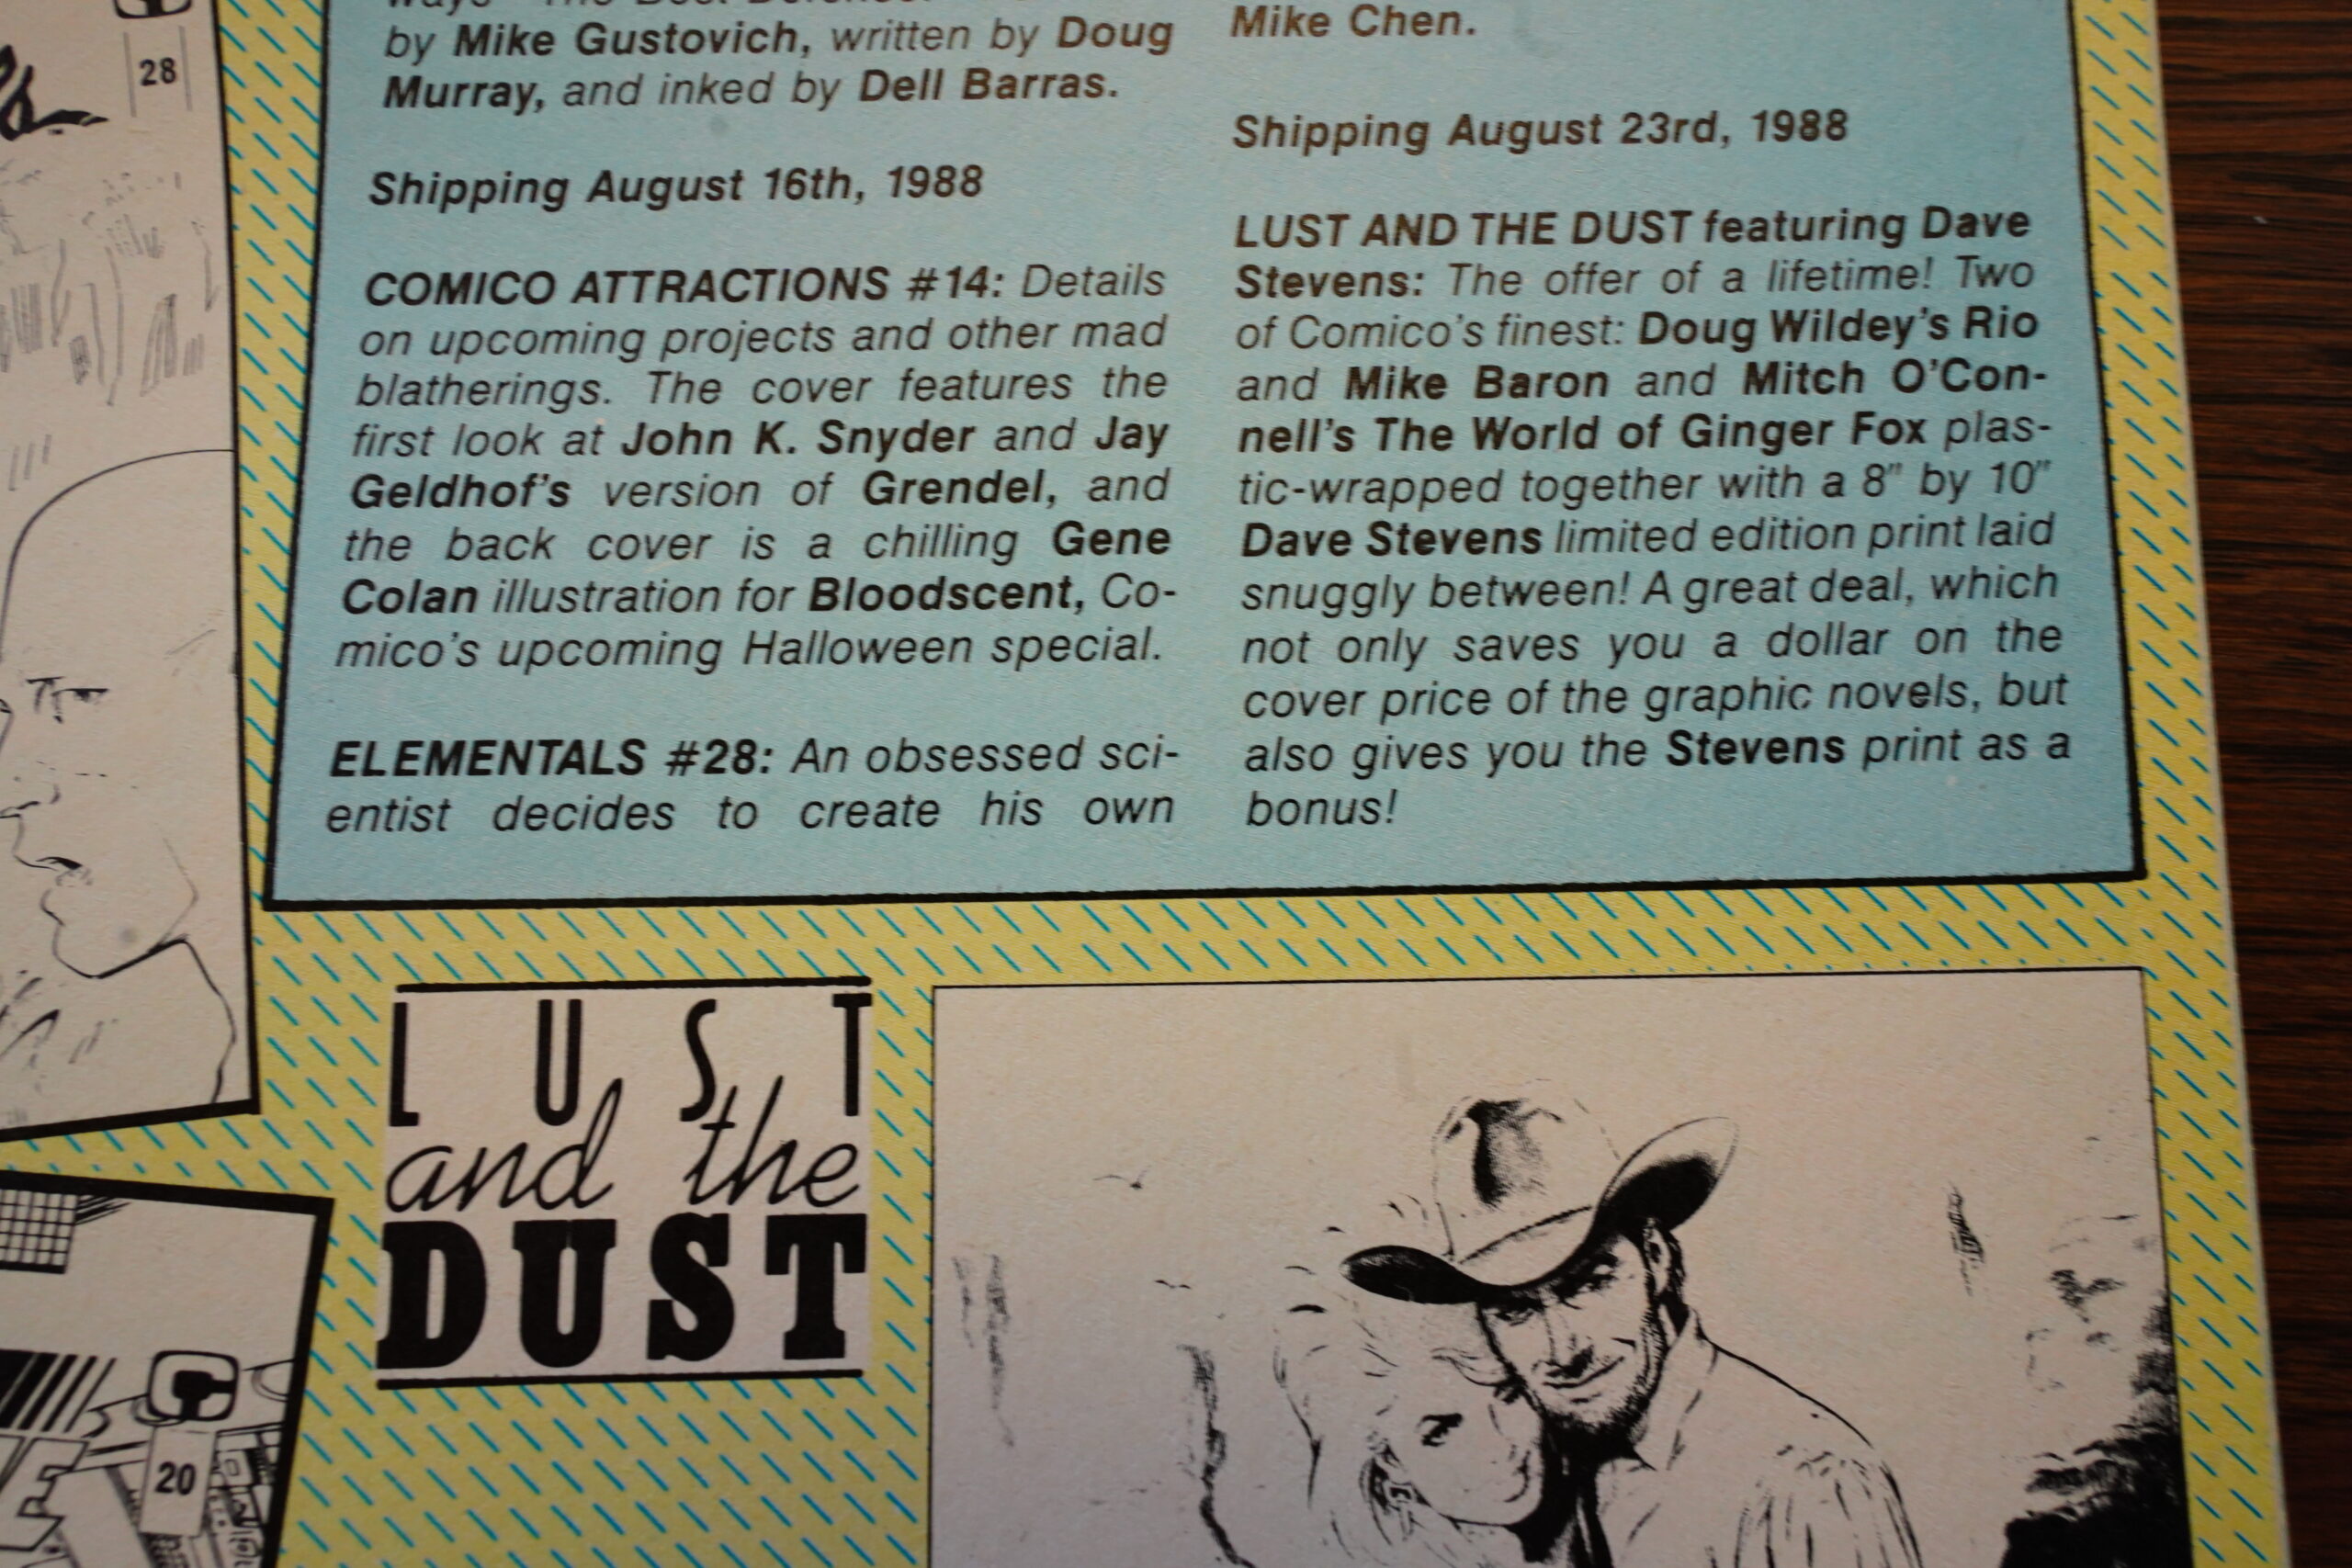 28
by Mike Gustovich, written by Doug
Murray, and inked by Dell Barras.
Shipping August 16th, 1988
COMICO ATTRACTIONS #14: Details
on upcoming projects and other mad
blatherings. The cover features the
first look at John K. Snyder and Jay
Geldhof's version of Grendel, and
the back cover is a chilling Gene
Colan illustration for Bloodscent, Co-
mico's upcoming Halloween special.
ELEMENTALS #28: An obsessed sci-
entist decides to create his own
Mike Chen.
Shipping August 23rd, 1988
LUST AND THE DUST featuring Dave
Stevens: The offer of a lifetime! Two
of Comico's finest: Doug Wildey's Rio
and Mike Baron and Mitch O'Con-
nell's The World of Ginger Fox plas-
tic-wrapped together with a 8" by 10"
Dave Stevens limited edition print laid
snuggly between! A great deal, which
not only saves you a dollar on the
cover price of the graphic novels, but
also gives you the Stevens print as a
bonus!
LUST
and the
DUST
C
20